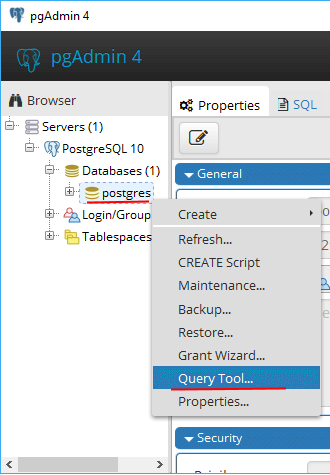 pgAdmin 4
pgAdmin 4
Browser
Properties
SQL
Servers (1)
PostgreSQL 10
General
Databases (1)
postgres
Login/Group
Tablespaces
Create
Refresh...
CREATE Script
Maintenance...
Backup...
Restore...
Grant Wizard...
Query Tool...
Properties...
Security